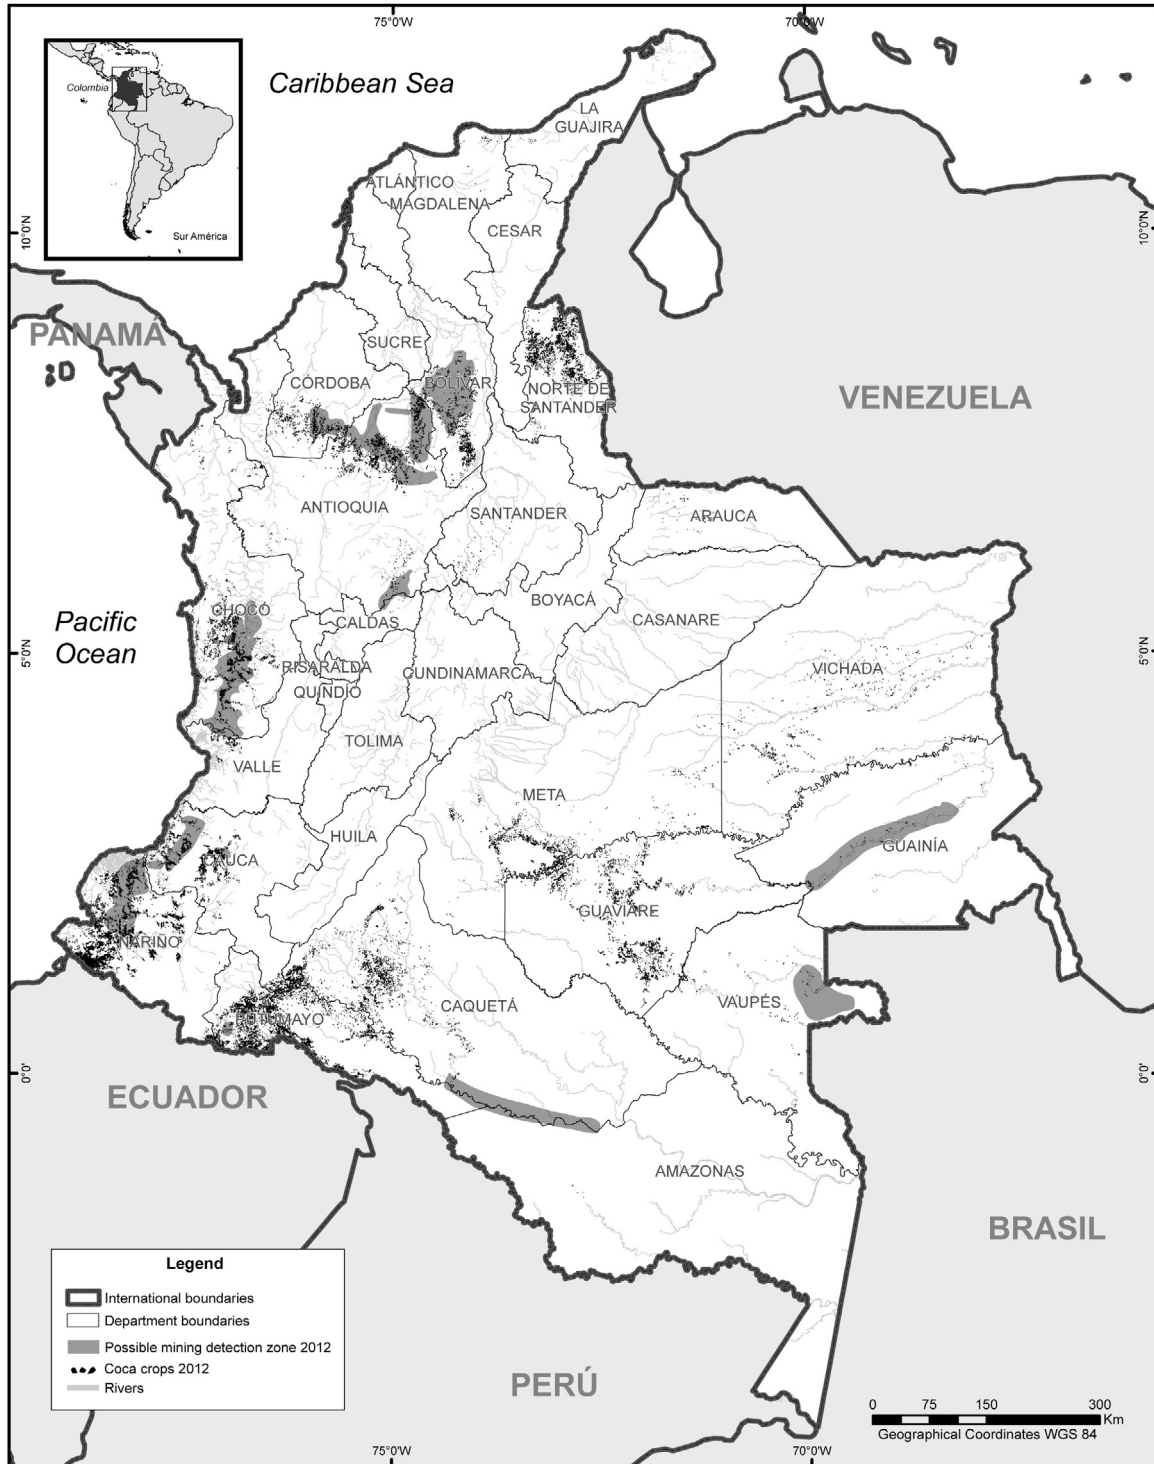 75°0'W
70°0'W
Colombia
Sur América
Caribbean Sea
LA
GUAJIRA
ATLÁNTICO
MAGDALENA
CESAR
10°0'N
10°0'N
PANAMÁ
SUCRE
CÓRDOBA
BOLÍVAR
NORTE DE
SANTANDER
VENEZUELA
ANTIOQUIA
SANTANDER
ARAUCA
Pacific
Ocean
CHOCÓ
CALDAS
BOYACÁ
CASANARE
5°0'N
5°0'N
RISARALDA
QUINDÍO
CUNDINAMARCA
VICHADA
TOLIMA
VALLE
META
HUILA
CAUCA
GUAINÍA
GUAVIARE
NARIÑO
CAQUETÁ
VAUPÉS
PUTUMAYO
0°0'
0°0'
ECUADOR
AMAZONAS
BRASIL
PERÚ
Legend
International boundaries
Department boundaries
Possible mining detection zone 2012
Coca crops 2012
Rivers
0 75 150 300
Km
Geographical Coordinates WGS 84
75°0'W
70°0'W